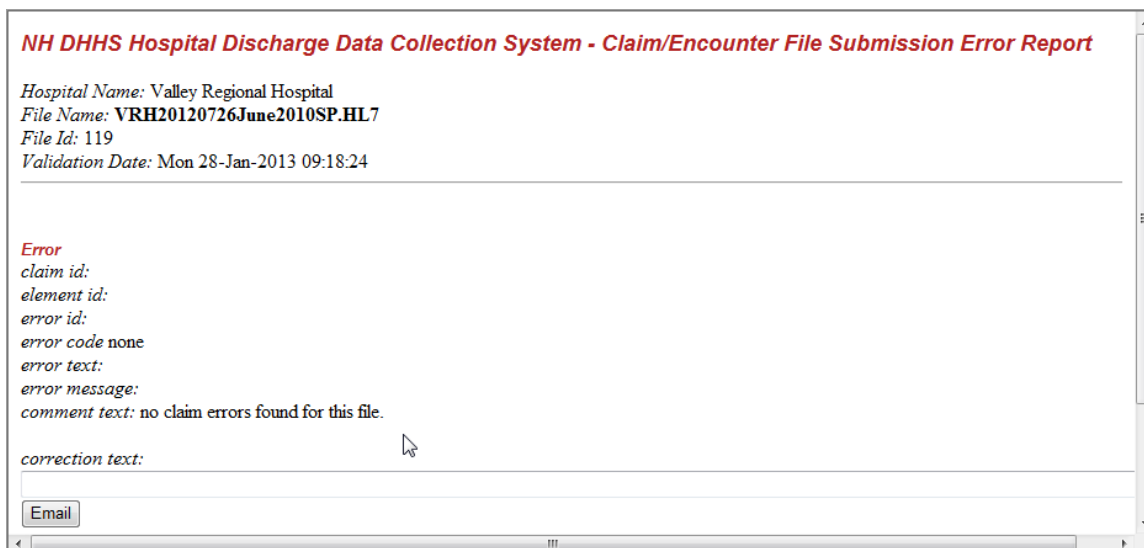 NH DHHS Hospital Discharge Data Collection System - Claim/Encounter File Submission Error Report
Hospital Name: Valley Regional Hospital
File Name: VRH20120726June2010SP.HL7
File Id: 119
Validation Date: Mon 28-Jan-2013 09:18:24
Error
claim id:
element id:
error id:
error code none
error text:
error message:
comment text: no claim errors found for this file.
correction text:
Email